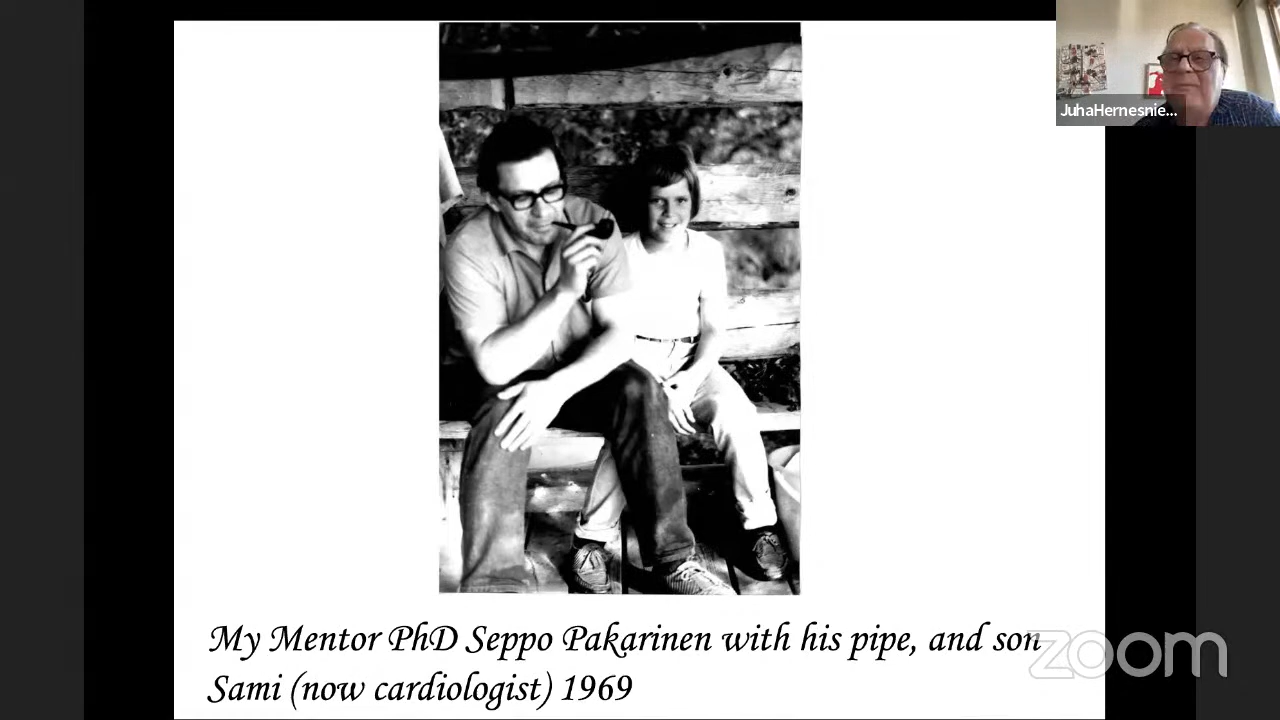 JuhaHernesnie...
My Mentor PhD Seppo Pakarinen with his pipe, and son
Sami (now cardiologist) 1969
zoom